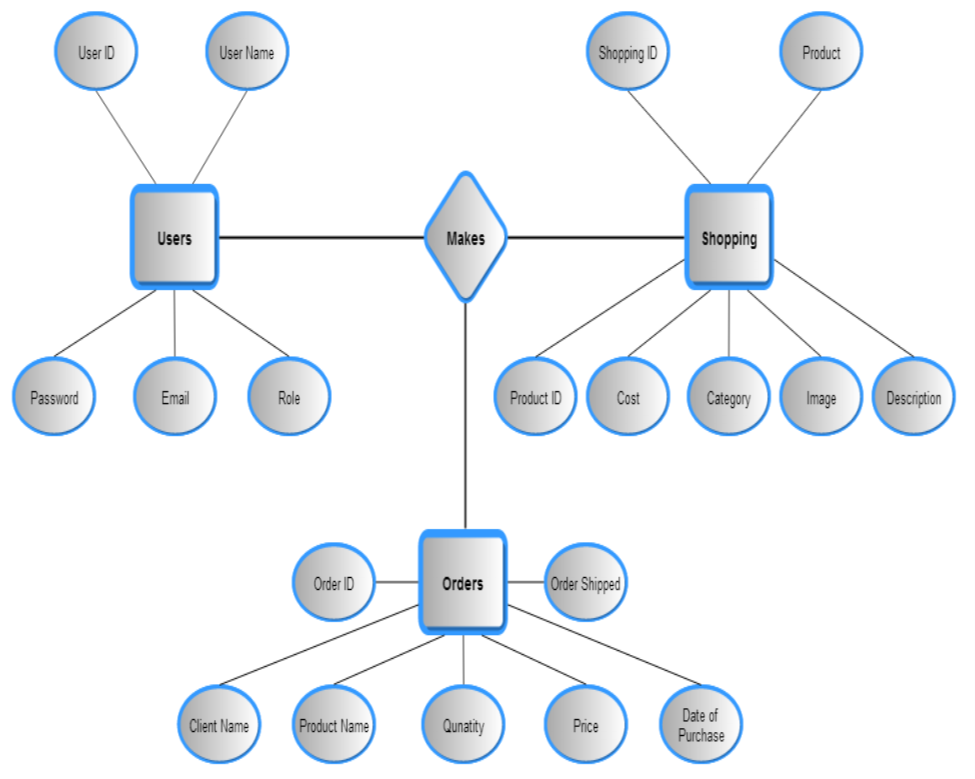 User ID
User Name
Shopping ID
Product
Users
Makes
Shopping
Password
Email
Role
Product ID
Cost
Category
Image
Description
Order ID
Orders
Order Shipped
Client Name
Product Name
Qunatity
Price
Date of
Purchase